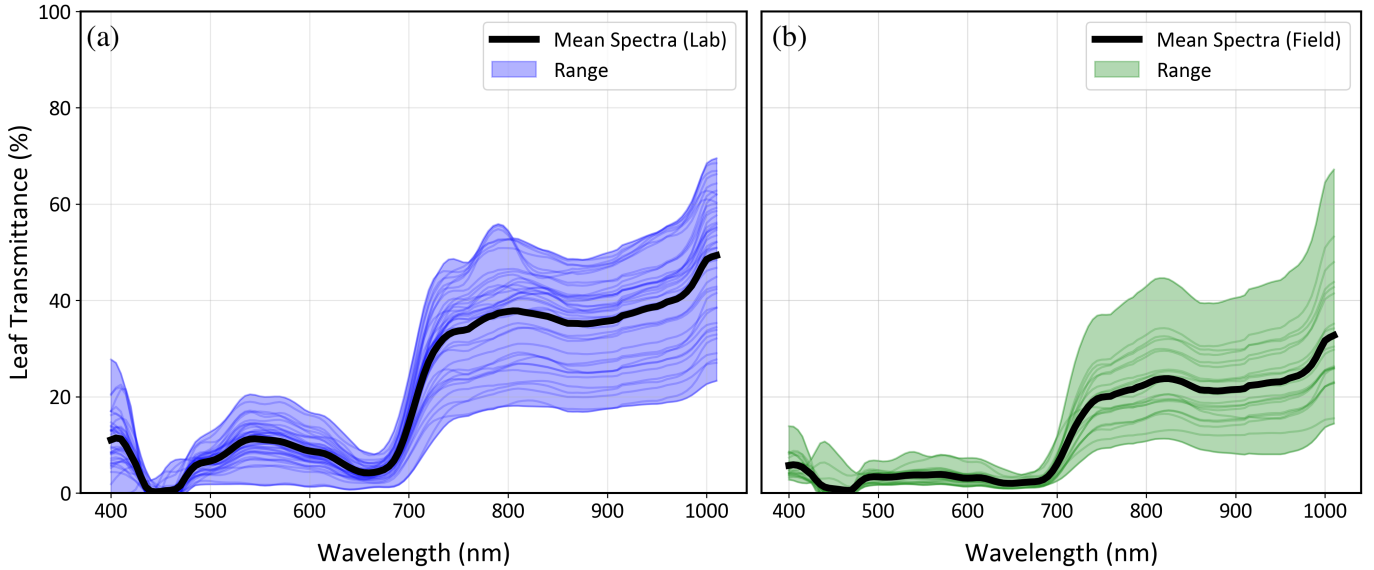 (a)
Mean Spectra (Lab)
Range
(b)
Mean Spectra (Field)
Range
Leaf Transmittance (%)
100
80
60
40
20
0
400 500 600 700 800 900 1000
400 500 600 700 800 900 1000
Wavelength (nm)
Wavelength (nm)